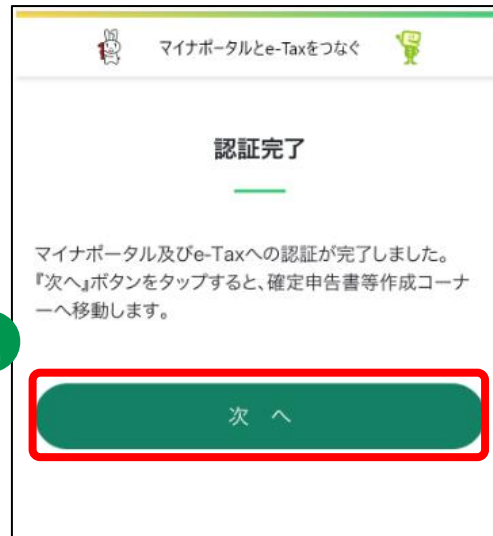 マイナポータルとe-Taxをつなぐ
認証完了
マイナポータル及びe-Taxへの認証が完了しました。
『次へ』ボタンをタップすると、確定申告書等作成コーナ
ーへ移動します。
次 へ